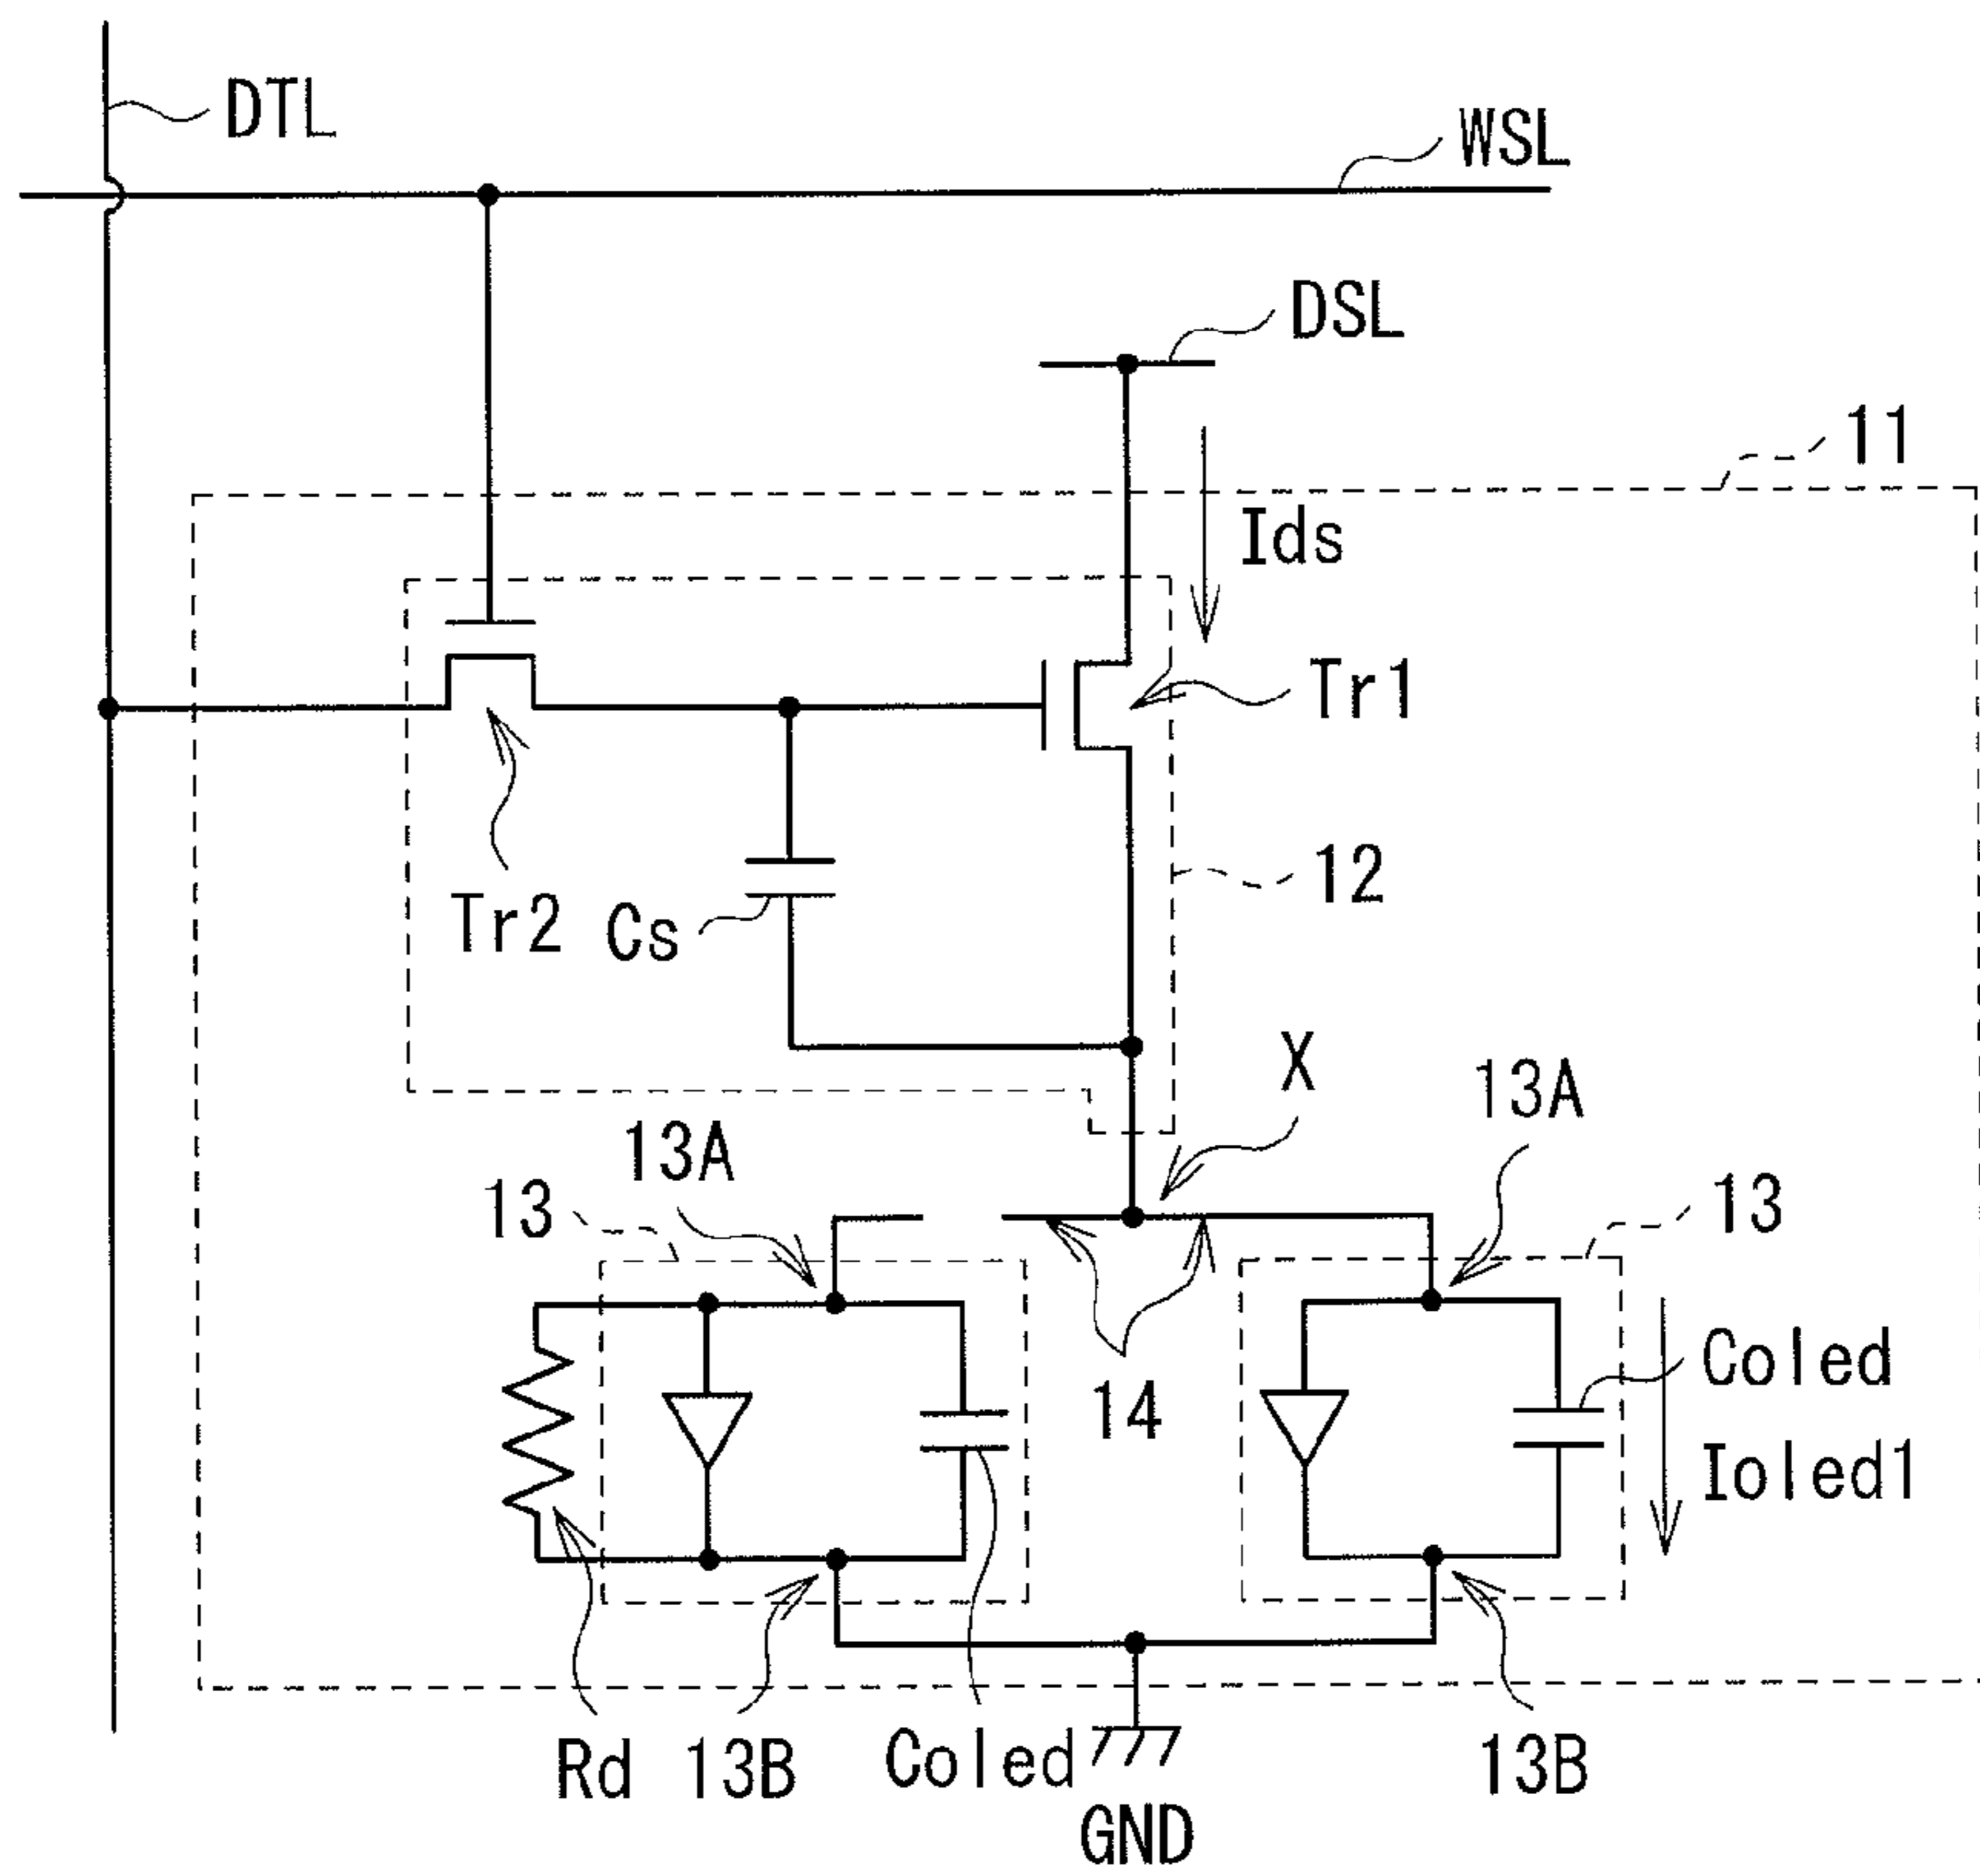 DTL
WSL
DSL
11
Ids
Tr1
12
Tr2
Cs
X
13A
13A
13
13
Coled
14
Ioled1
Rd
13B
Coled
13B
GND